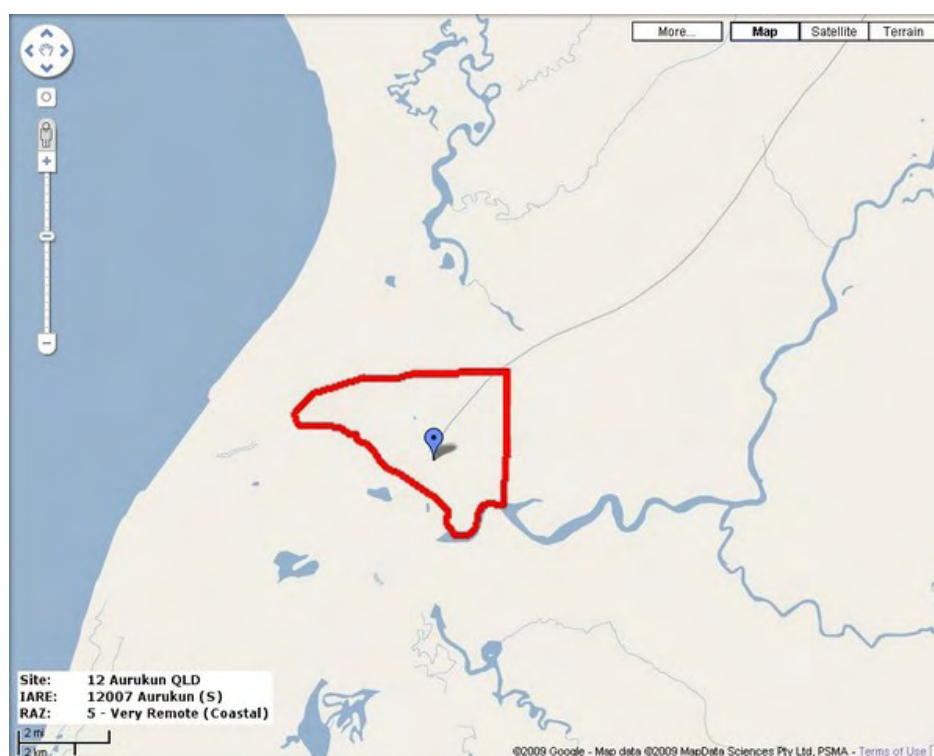 More... Map Satellite Terrain
Site: 12 Aurukun QLD
IARE: 12007 Aurukun (S)
RAZ: 5 - Very Remote (Coastal)
2 mi
2 km
©2009 Google - Map data ©2009 MapData Sciences Pty Ltd, PSMA - Terms of Use